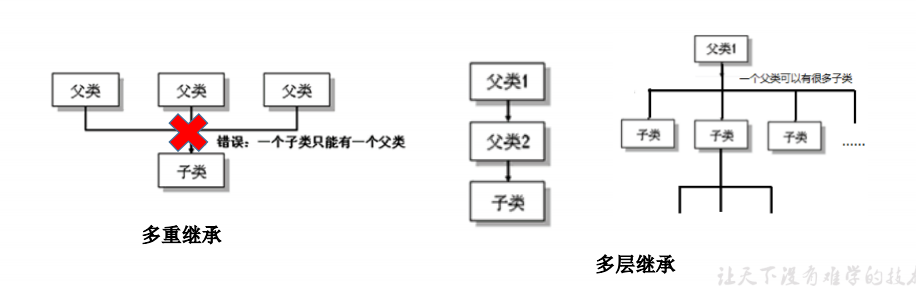 父类
父类
父类
错误：一个子类只能有一个父类
子类
多重继承
父类1
父类2
子类
父类1
一个父类可以有很多子类
子类
子类
子类
......
多层继承
让天下没有难学的技术